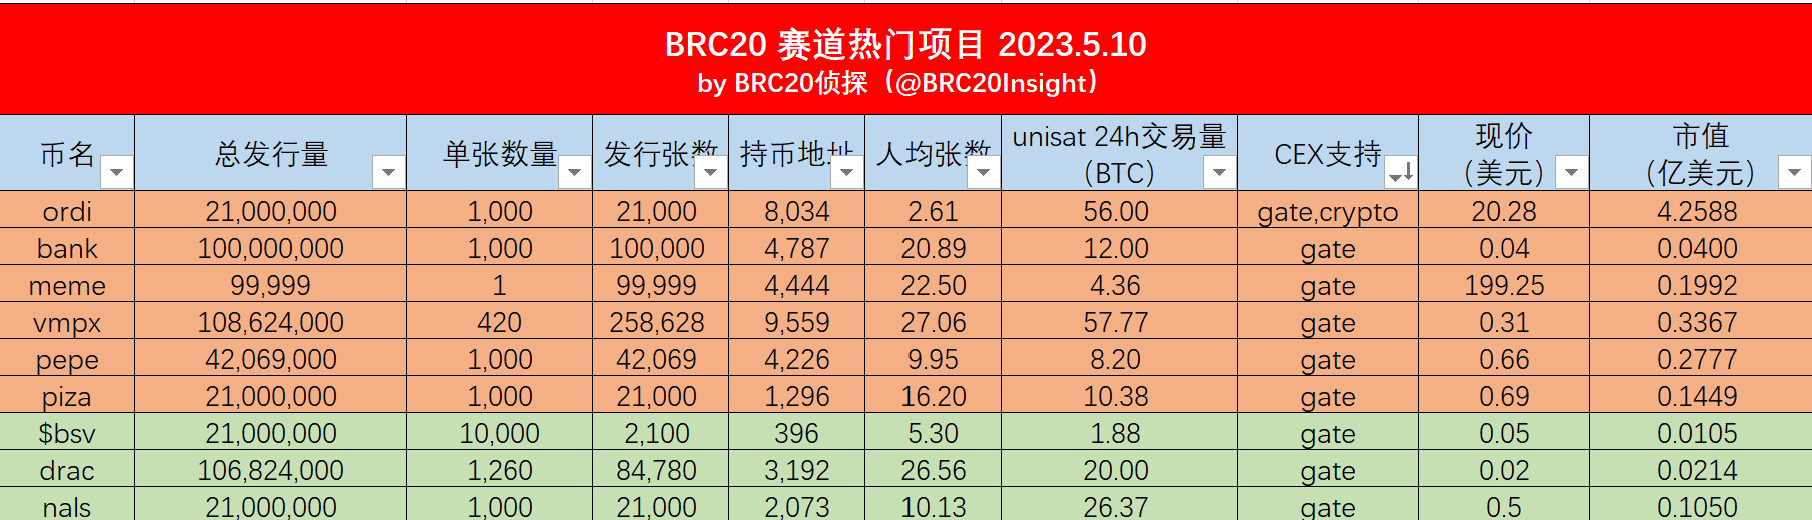 BRC20 赛道热门项目 2023.5.10
by BRC20侦探（@BRC20Insight）
币名 总发行量 单张数量 发行张数 持币地址 人均张数 unisat 24h交易量（BTC） CEX支持 现价（美元） 市值（亿美元）
ordi 21,000,000 1,000 21,000 8,034 2.61 56.00 gate,crypto 20.28 4.2588
bank 100,000,000 1,000 100,000 4,787 20.89 12.00 gate 0.04 0.0400
meme 99,999 1 99,999 4,444 22.50 4.36 gate 199.25 0.1992
vmpx 108,624,000 420 258,628 9,559 27.06 57.77 gate 0.31 0.3367
pepe 42,069,000 1,000 42,069 4,226 9.95 8.20 gate 0.66 0.2777
piza 21,000,000 1,000 21,000 1,296 16.20 10.38 gate 0.69 0.1449
$bsv 21,000,000 10,000 2,100 396 5.30 1.88 gate 0.05 0.0105
drac 106,824,000 1,260 84,780 3,192 26.56 20.00 gate 0.02 0.0214
nals 21,000,000 1,000 21,000 2,073 10.13 26.37 gate 0.5 0.1050